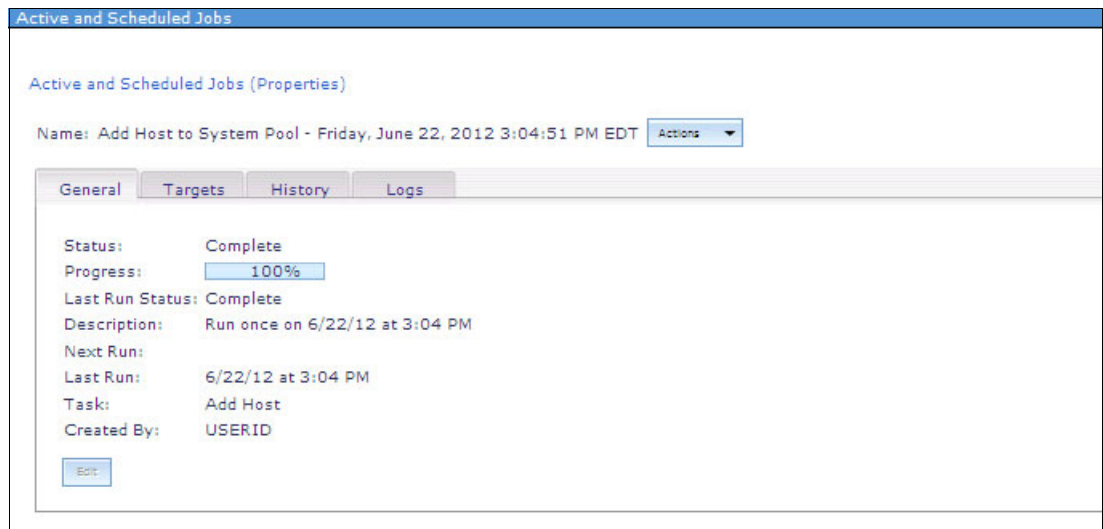 Active and Scheduled Jobs
Active and Scheduled Jobs (Properties)
Name: Add Host to System Pool - Friday, June 22, 2012 3:04:51 PM EDT Actions
General Targets History Logs
Status: Complete
Progress: 100%
Last Run Status: Complete
Description: Run once on 6/22/12 at 3:04 PM
Next Run:
Last Run: 6/22/12 at 3:04 PM
Task: Add Host
Created By: USERID
Edit